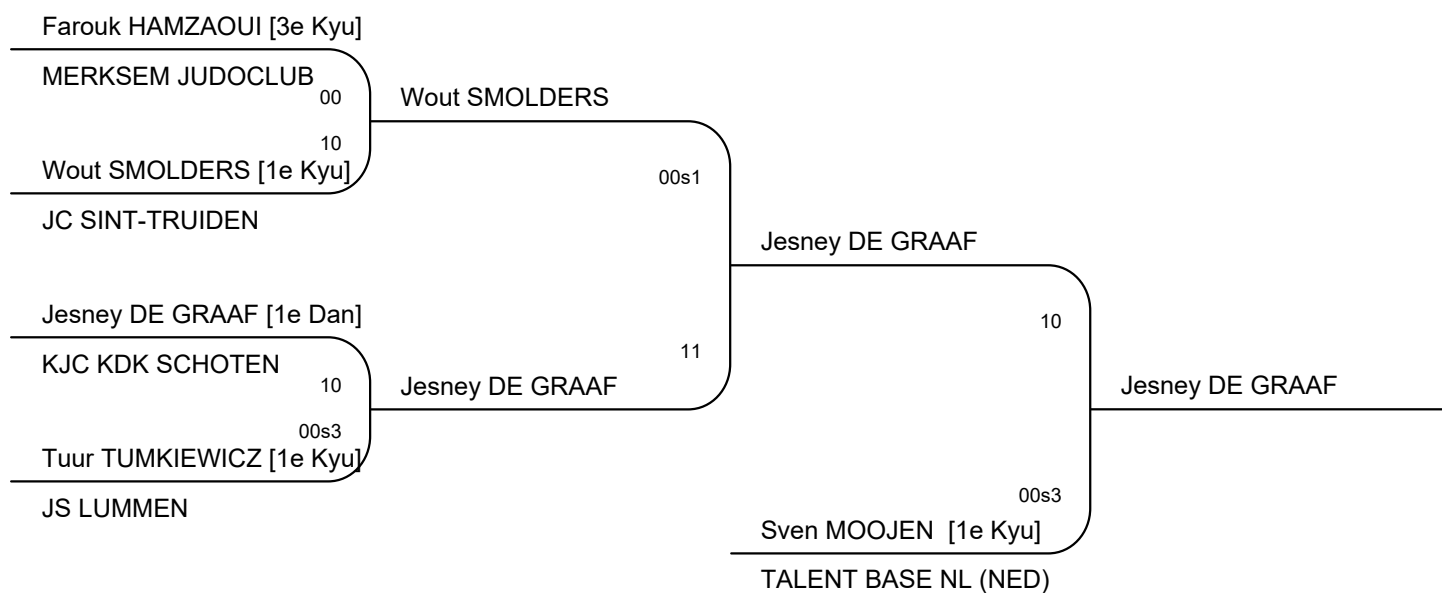 Farouk HAMZAOUI [3e Kyu]
MERKSEM JUDOCLUB
00
Wout SMOLDERS
10
Wout SMOLDERS [1e Kyu]
00s1
JC SINT-TRUIDEN
Jesney DE GRAAF
Jesney DE GRAAF [1e Dan]
10
KJC KDK SCHOTEN
11
10
Jesney DE GRAAF
Jesney DE GRAAF
00s3
Tuur TUMKIEWICZ [1e Kyu]
JS LUMMEN
00s3
Sven MOOJEN [1e Kyu]
TALENT BASE NL (NED)